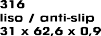 316
liso / anti-slip
31 x 62,6 x 0,9